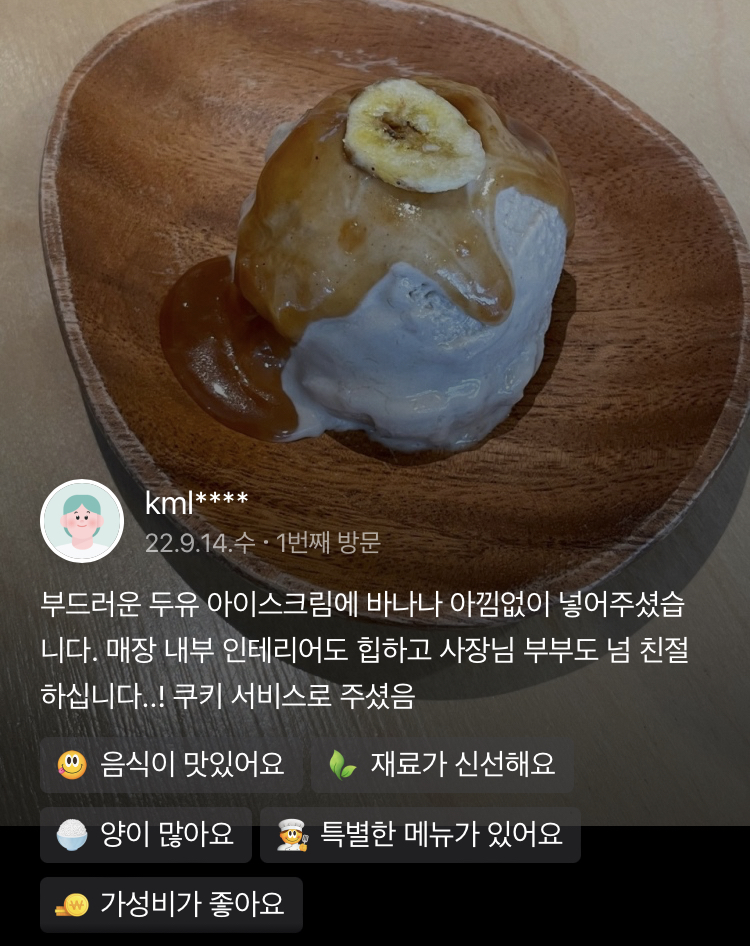 kml****
22.9.14.수 · 1번째 방문
부드러운 두유 아이스크림에 바나나 아낌없이 넣어주셨습
니다. 매장 내부 인테리어도 힙하고 사장님 부부도 넘 친절
하십니다..! 쿠키 서비스로 주셨음
음식이 맛있어요 재료가 신선해요
양이 많아요 특별한 메뉴가 있어요
가성비가 좋아요